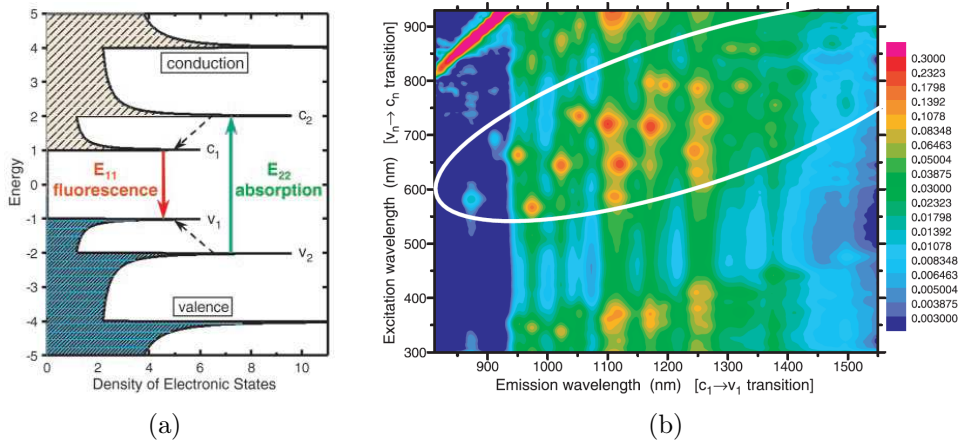 5
4
3
2
1
0
-1
-2
-3
-4
-5
Energy
conduction
c₂
c₁
E₁₁
fluorescence
E₂₂
absorption
v₁
v₂
valence
0 2 4 6 8 10
Density of Electronic States
(a)
900
800
700
600
500
400
300
Excitation wavelength (nm) [vₙ→ cₙ transition]
900 1000 1100 1200 1300 1400 1500
Emission wavelength (nm) [c₁→v₁ transition]
0.3000
0.2323
0.1798
0.1392
0.1078
0.08348
0.06463
0.05004
0.03875
0.03000
0.02323
0.01798
0.01392
0.01078
0.008348
0.006463
0.005004
0.003875
0.003000
(b)